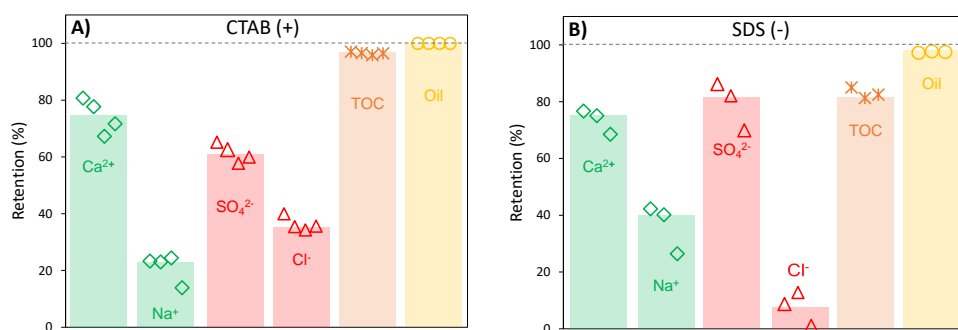 A) CTAB (+)
Retention (%)
100
80
60
40
20
0
Ca²⁺
Na⁺
SO₄²⁻
Cl⁻
TOC
Oil
B) SDS (-)
Retention (%)
100
80
60
40
20
0
Ca²⁺
Na⁺
SO₄²⁻
Cl⁻
TOC
Oil